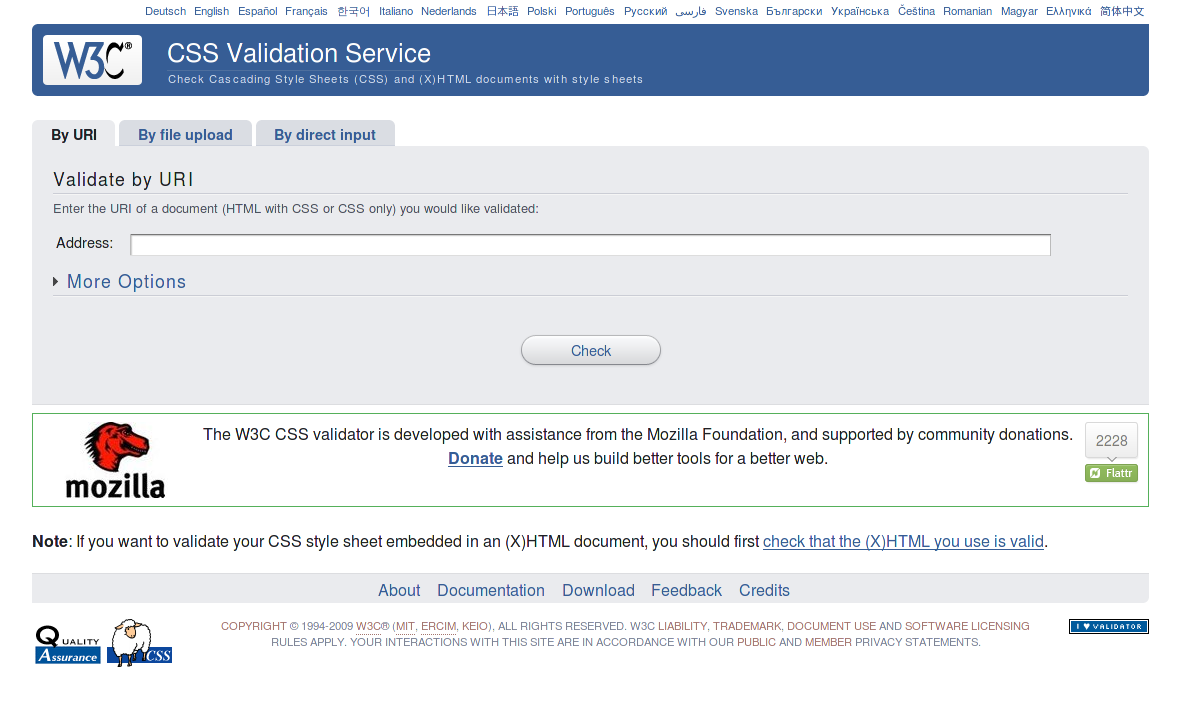 Deutsch English Español Français 한국어 Italiano Nederlands 日本語 Polski Português Русский فارسی Svenska Български Українська Čeština Romanian Magyar Ελληνικά 简体中文
W3C®
CSS Validation Service
Check Cascading Style Sheets (CSS) and (X)HTML documents with style sheets
By URI By file upload By direct input
Validate by URI
Enter the URI of a document (HTML with CSS or CSS only) you would like validated:
Address:
More Options
Check
mozilla
The W3C CSS validator is developed with assistance from the Mozilla Foundation, and supported by community donations.
Donate and help us build better tools for a better web.
2228
Flattr
Note: If you want to validate your CSS style sheet embedded in an (X)HTML document, you should first check that the (X)HTML you use is valid.
About Documentation Download Feedback Credits
QUALITY
Assurance
CSS
COPYRIGHT © 1994-2009 W3C® (MIT, ERCIM, KEIO), ALL RIGHTS RESERVED. W3C LIABILITY, TRADEMARK, DOCUMENT USE AND SOFTWARE LICENSING
RULES APPLY. YOUR INTERACTIONS WITH THIS SITE ARE IN ACCORDANCE WITH OUR PUBLIC AND MEMBER PRIVACY STATEMENTS.
I ♥ VALIDATOR